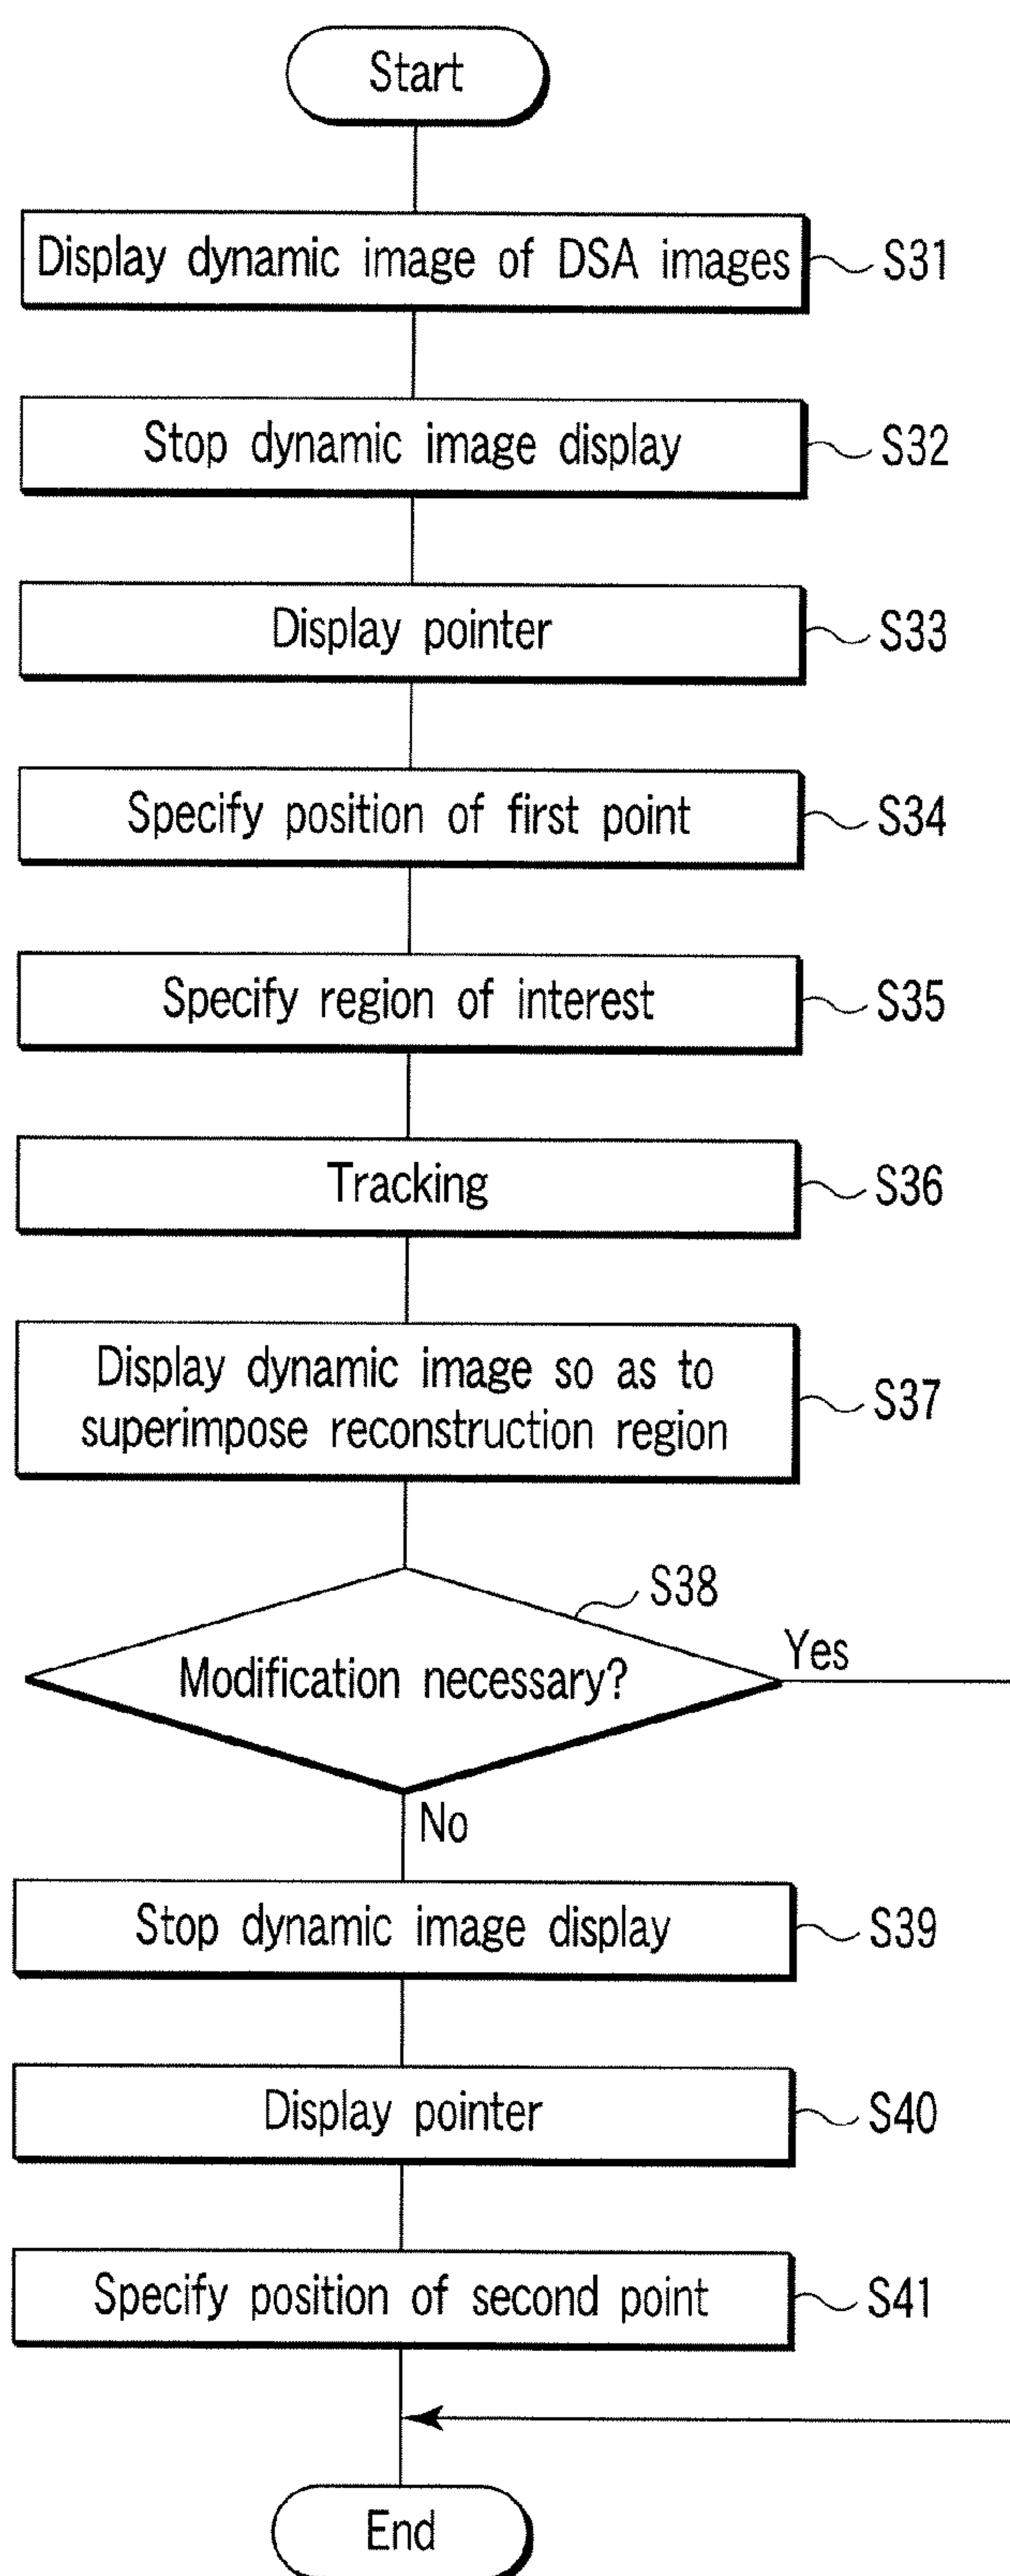 Start
Display dynamic image of DSA images
S31
Stop dynamic image display
S32
Display pointer
S33
Specify position of first point
S34
Specify region of interest
S35
Tracking
S36
Display dynamic image so as to
superimpose reconstruction region
S37
S38
Modification necessary?
Yes
No
Stop dynamic image display
S39
Display pointer
S40
Specify position of second point
S41
End